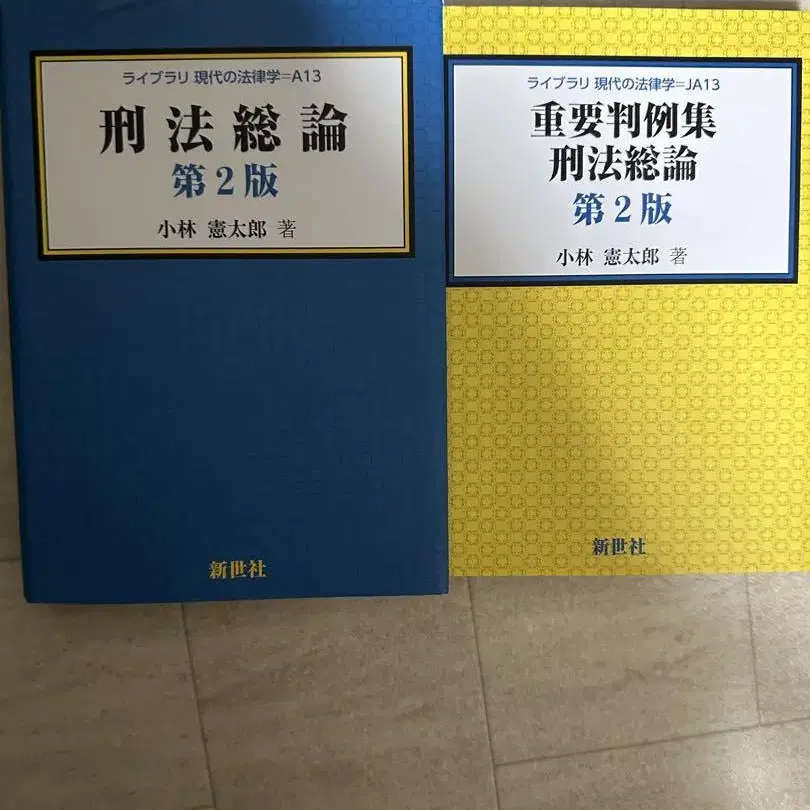 ライブラリ 現代の法律学=A13
刑法総論
第2版
小林 憲太郎 著
新世社
ライブラリ 現代の法律学=JA13
重要判例集
刑法総論
第2版
小林 憲太郎 著
新世社